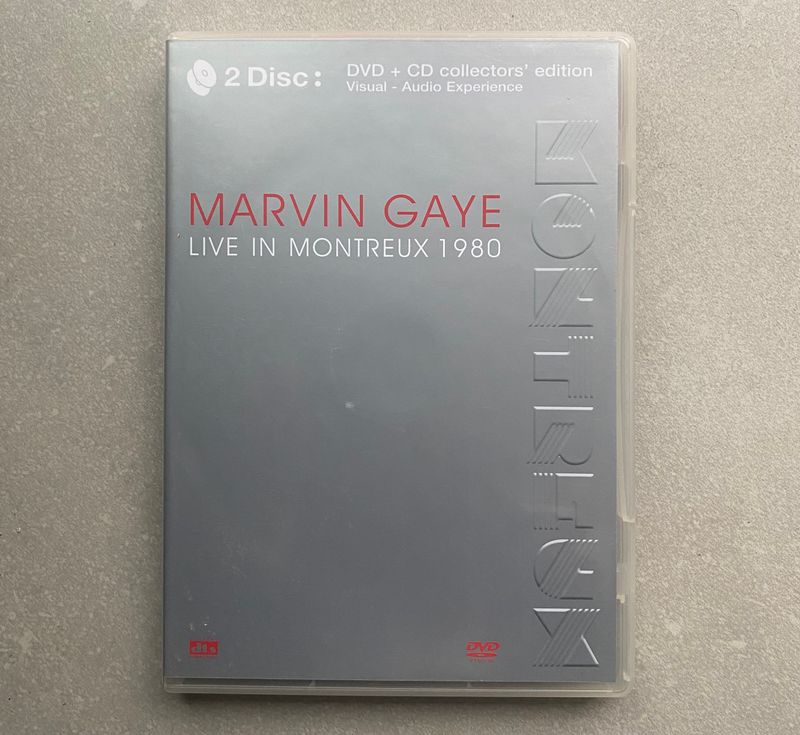 2 Disc:
DVD + CD collectors' edition
Visual - Audio Experience
MARVIN GAYE
LIVE IN MONTREUX 1980
MONTREUX
dts
DVD